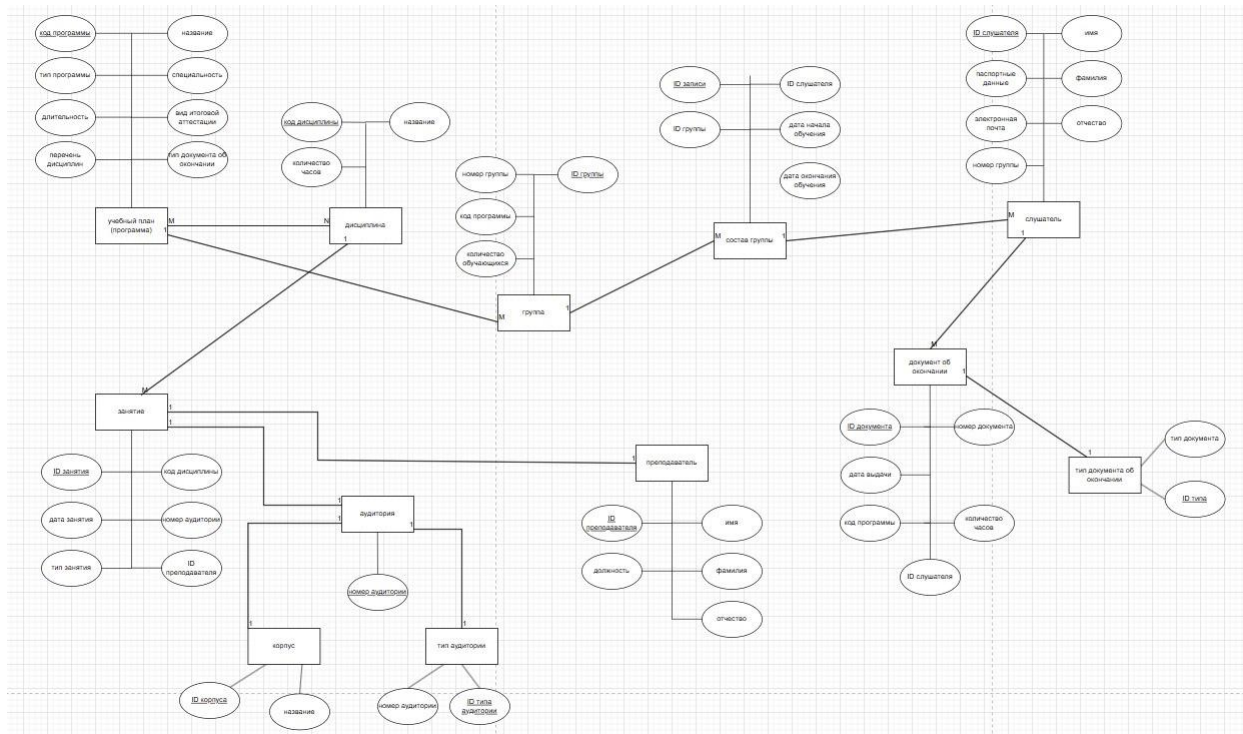 код программы
название
тип программы
специальность
длительность
вид итоговой
аттестации
перечень
дисциплин
тип документа об
окончании
учебный план
(программа)
M
1
N
код дисциплины
название
количество
часов
дисциплина
1
номер группы
ID группы
код программы
количество
обучающихся
группа
M
1
ID записи
ID слушателя
ID группы
дата начала
обучения
дата окончания
обучения
состав группы
M
1
ID слушателя
имя
паспортные
данные
фамилия
электронная
почта
отчество
номер группы
слушатель
M
1
документ об
окончании
M
1
ID документа
номер документа
дата выдачи
код программы
количество
часов
ID слушателя
тип документа об
окончании
1
тип документа
ID типа
занятие
M
1
1
ID занятия
код дисциплины
дата занятия
номер аудитории
тип занятия
ID
преподавателя
преподаватель
1
ID
преподавателя
имя
должность
фамилия
отчество
аудитория
1
1
1
номер аудитории
корпус
1
ID корпуса
название
тип аудитории
1
номер аудитории
ID типа
аудитории